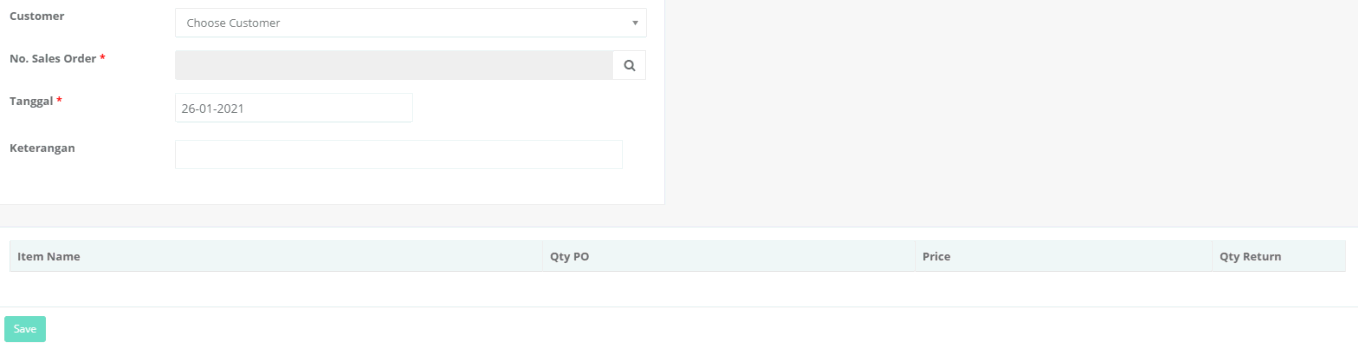 Customer
Choose Customer
No. Sales Order *
Tanggal *
26-01-2021
Keterangan
Item Name Qty PO Price Qty Return
Save